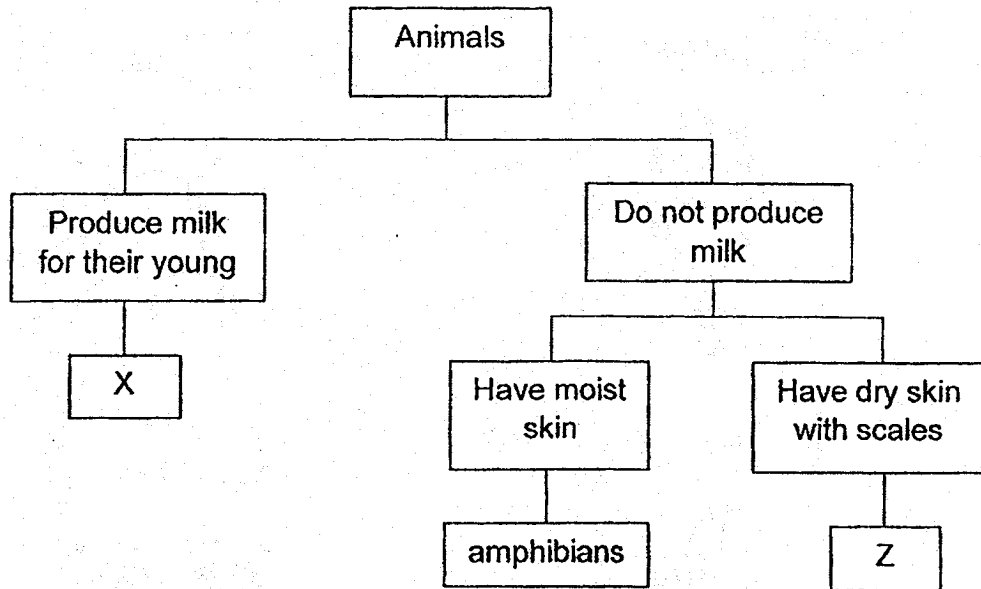 Animals
Produce milk
for their young
Do not produce
milk
X
Have moist
skin
Have dry skin
with scales
amphibians
Z